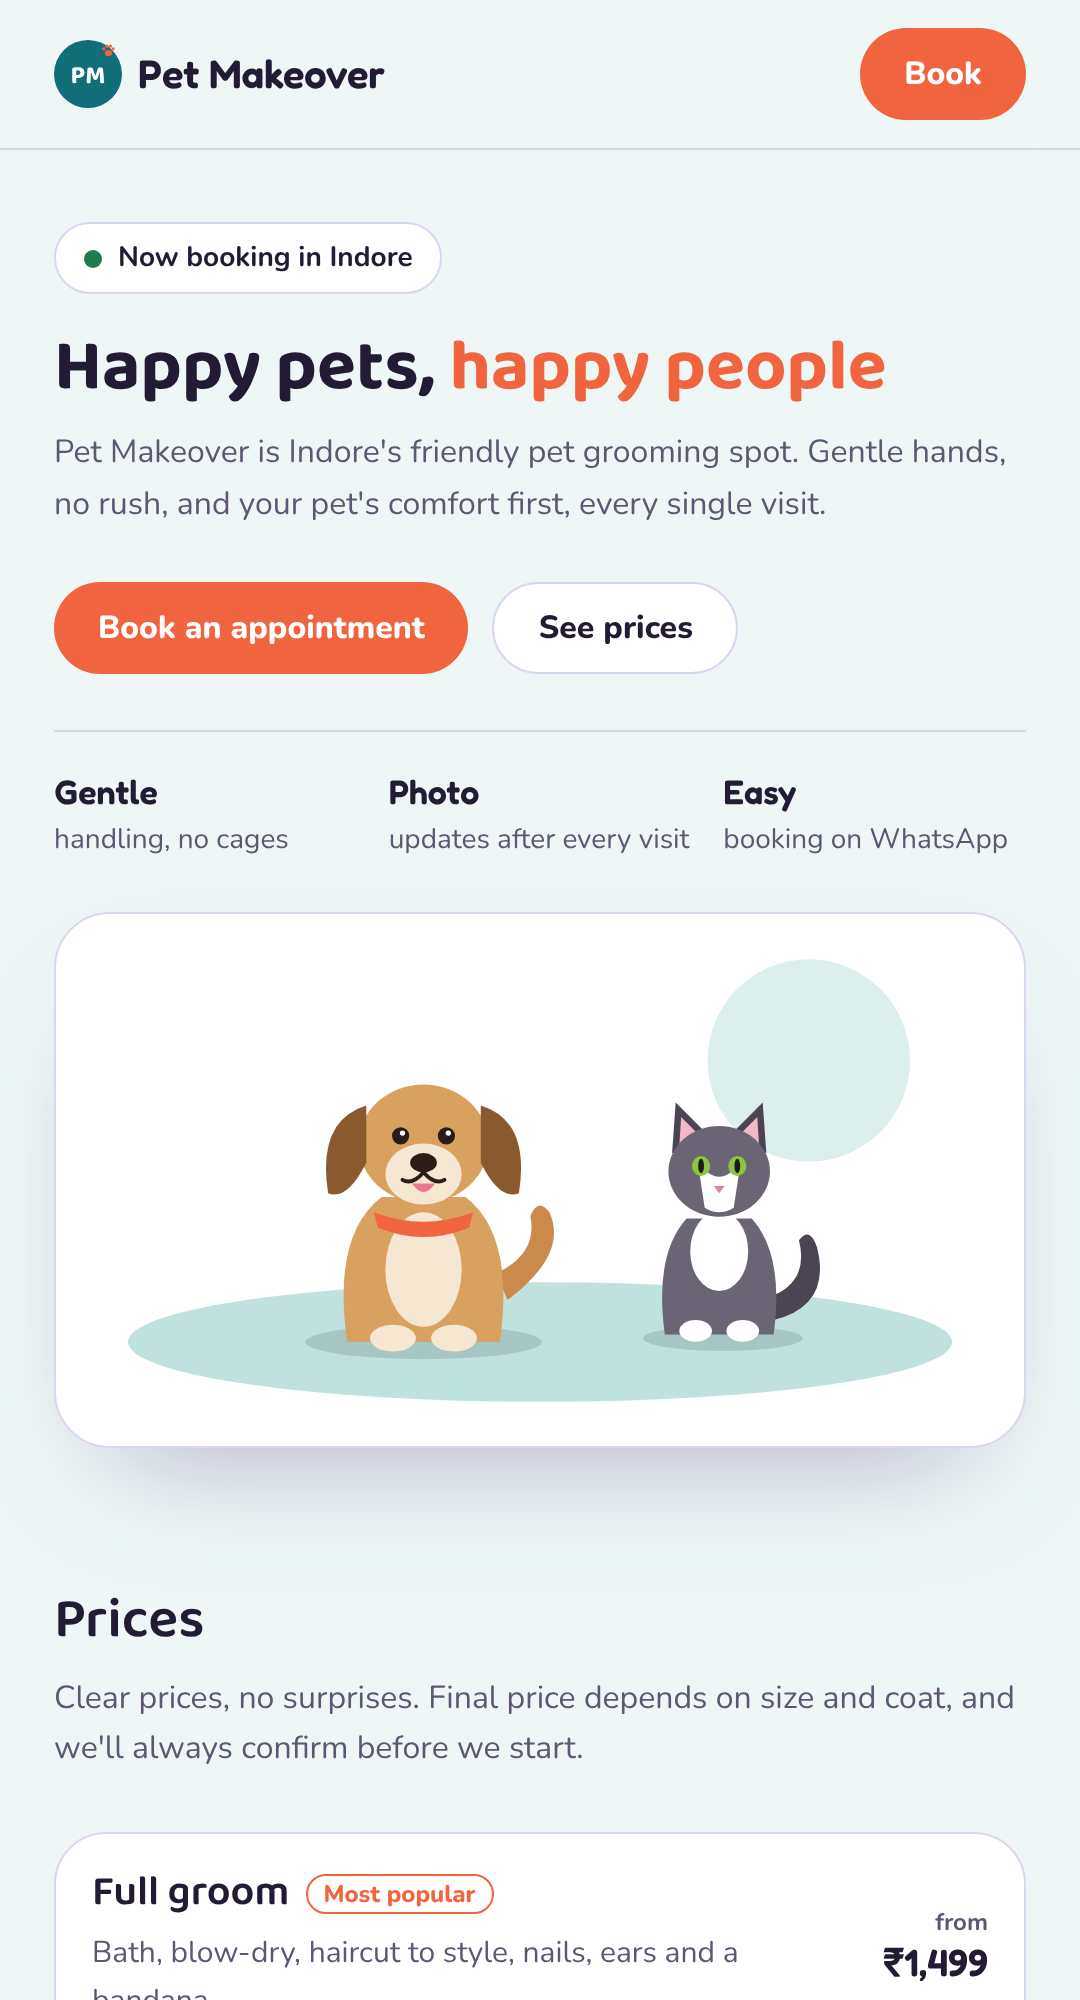 PM
Pet Makeover
Book
Now booking in Indore
Happy pets, happy people
Pet Makeover is Indore's friendly pet grooming spot. Gentle hands,
no rush, and your pet's comfort first, every single visit.
Book an appointment
See prices
Gentle
handling, no cages
Photo
updates after every visit
Easy
booking on WhatsApp
Prices
Clear prices, no surprises. Final price depends on size and coat, and
we'll always confirm before we start.
Full groom
Most popular
Bath, blow-dry, haircut to style, nails, ears and a
bandana
from
₹1,499